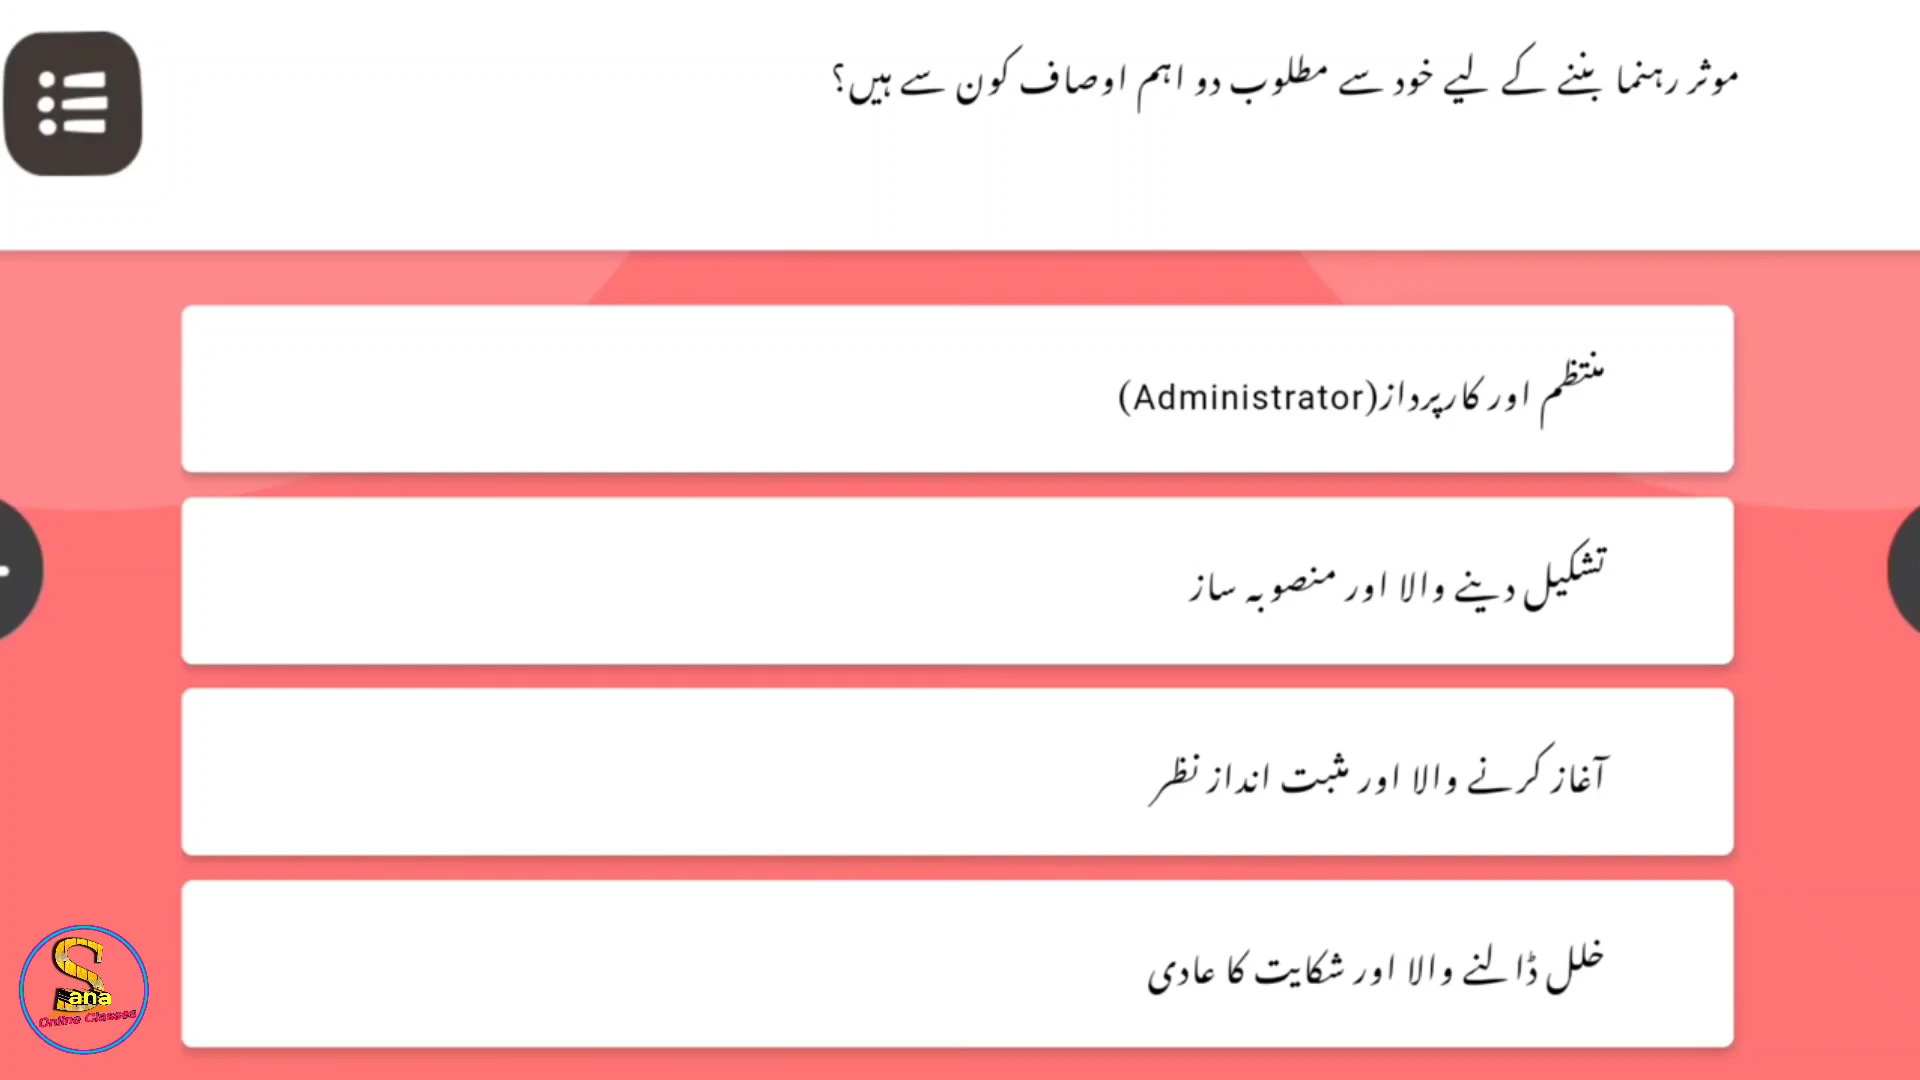 موثر رہنما بننے کے لیے خود سے مطلوب دو اہم اوصاف کون سے ہیں؟
منتظم اور کارپرداز(Administrator)
تشکیل دینے والا اور منصوبہ ساز
آغاز کرنے والا اور مثبت انداز نظر
خلل ڈالنے والا اور شکایت کا عادی
Sana
Online Classes